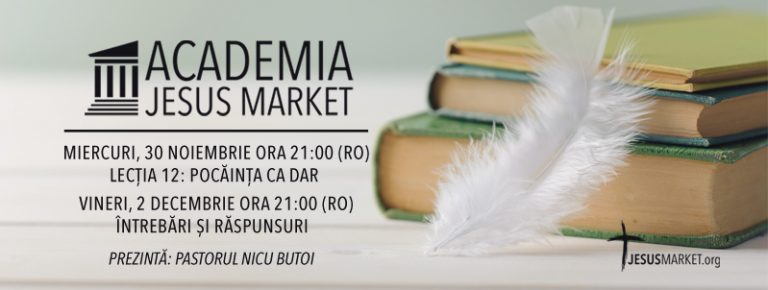 ACADEMIA
JESUS MARKET
MIERCURI, 30 NOIEMBRIE ORA 21:00 (RO)
LECȚIA 12: POCĂINȚA CA DAR
VINERI, 2 DECEMBRIE ORA 21:00 (RO)
ÎNTREBĂRI ȘI RĂSPUNSURI
PREZINTĂ: PASTORUL NICU BUTOI
JESUSMARKET.org